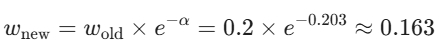 w_new = w_old × e^{−α} = 0.2 × e^{−0.203} ≈ 0.163